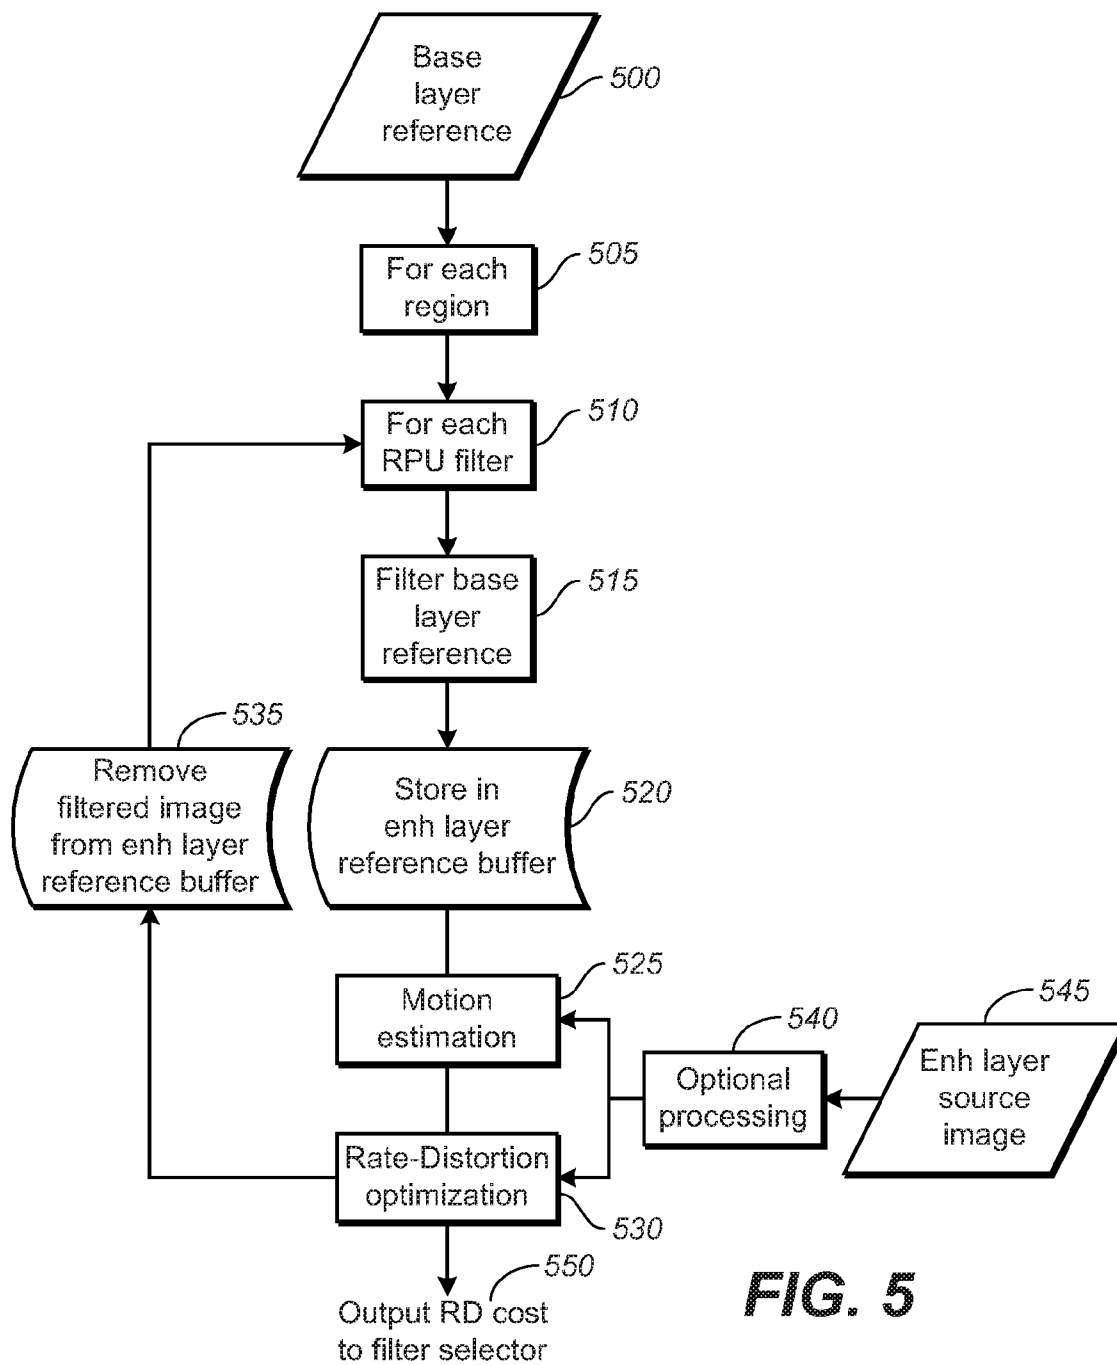 Base
layer
reference
500
For each
region
505
For each
RPU filter
510
Filter base
layer
reference
515
535
Remove
filtered image
from enh layer
reference buffer
Store in
enh layer
reference buffer
520
525
Motion
estimation
540
Optional
processing
545
Enh layer
source
image
Rate-Distortion
optimization
530
550
Output RD cost
to filter selector
FIG. 5